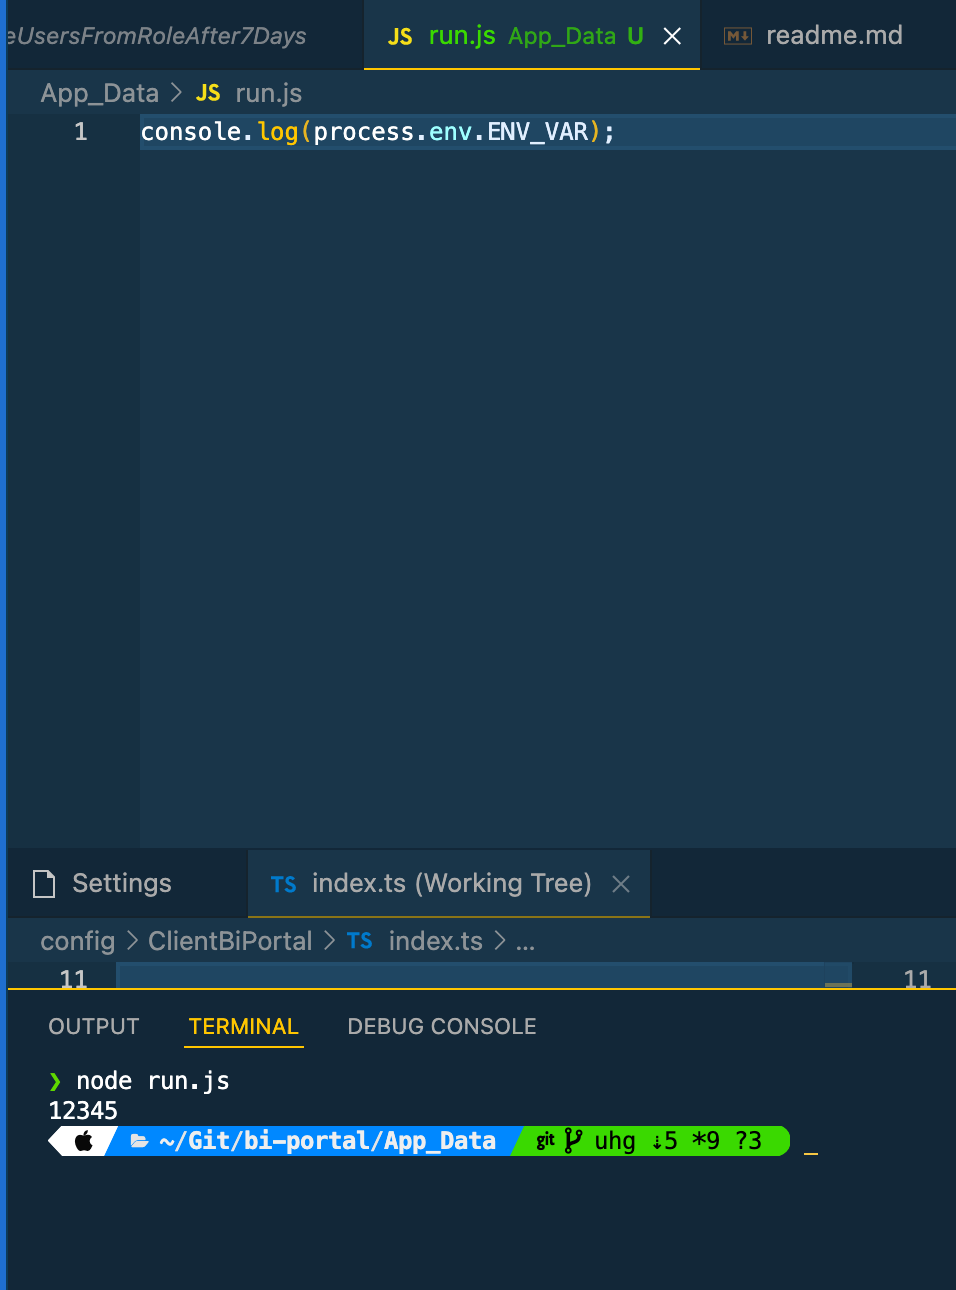 eUsersFromRoleAfter7Days JS run.js App_Data U readme.md
App_Data > JS run.js
1 console.log(process.env.ENV_VAR);
Settings TS index.ts (Working Tree)
config > ClientBiPortal > TS index.ts > ...
11 11
OUTPUT TERMINAL DEBUG CONSOLE
❯ node run.js
12345
~/Git/bi-portal/App_Data git uhg ⇣5 *9 ?3